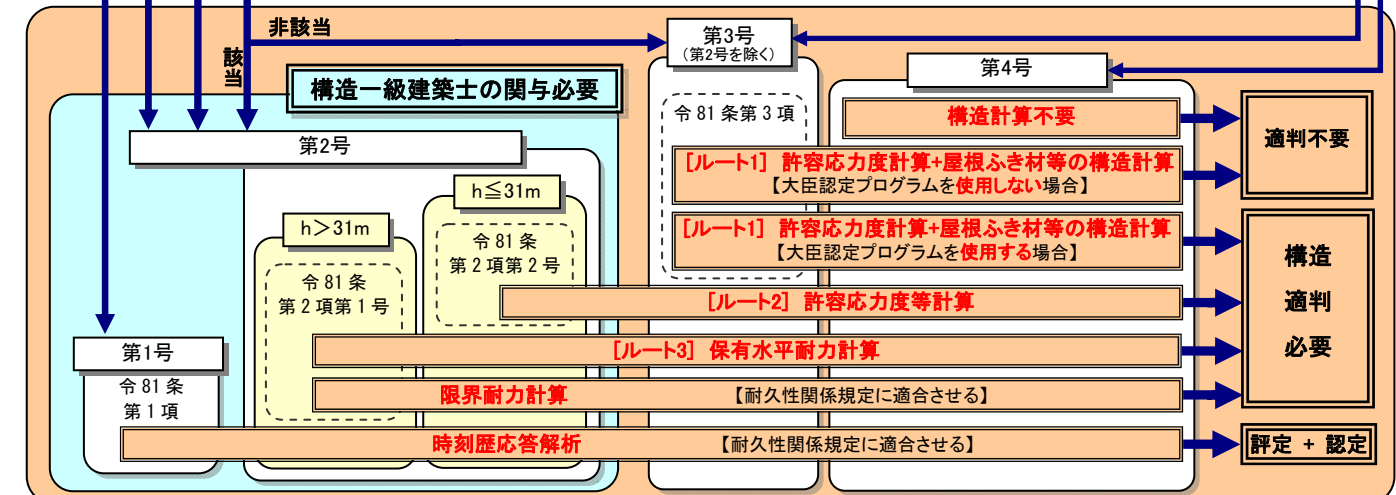 非該当
該当
第3号
(第2号を除く)
第4号
構造一級建築士の関与必要
令81条第3項
構造計算不要
適判不要
第2号
[ルート1] 許容応力度計算+屋根ふき材等の構造計算
【大臣認定プログラムを使用しない場合】
h≦31m
h>31m
[ルート1] 許容応力度計算+屋根ふき材等の構造計算
【大臣認定プログラムを使用する場合】
令81条
第2項第2号
令81条
第2項第1号
構造
適判
必要
[ルート2] 許容応力度等計算
第1号
[ルート3] 保有水平耐力計算
令81条
第1項
限界耐力計算 【耐久性関係規定に適合させる】
時刻歴応答解析 【耐久性関係規定に適合させる】
評定 + 認定